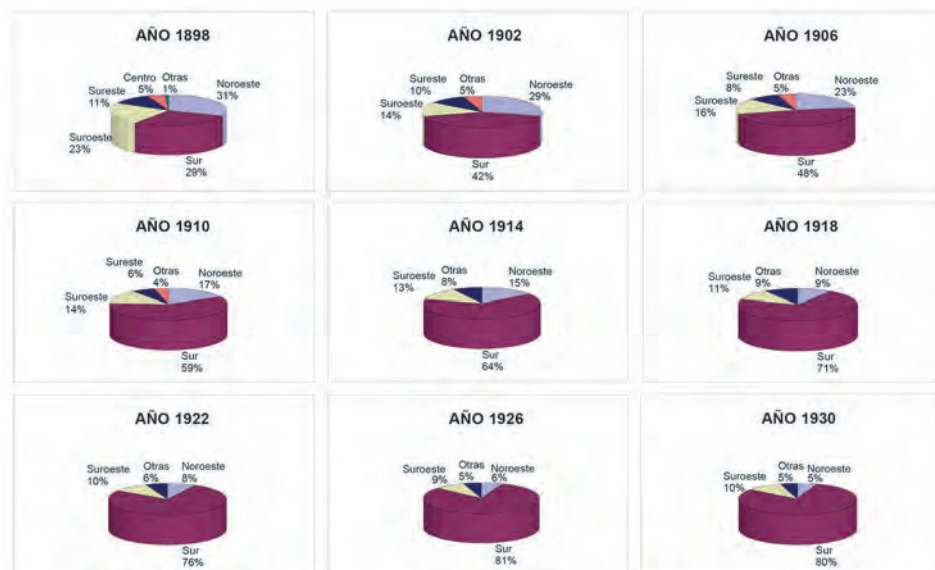 AÑO 1898
Centro
5%
Otras
1%
Noroeste
31%
Sureste
11%
Suroeste
23%
Sur
29%
AÑO 1902
Sureste
10%
Otras
5%
Noroeste
29%
Suroeste
14%
Sur
42%
AÑO 1906
Sureste
8%
Otras
5%
Noroeste
23%
Suroeste
16%
Sur
48%
AÑO 1910
Sureste
6%
Otras
4%
Noroeste
17%
Suroeste
14%
Sur
59%
AÑO 1914
Suroeste
13%
Otras
8%
Noroeste
15%
Sur
64%
AÑO 1918
Suroeste
11%
Otras
9%
Noroeste
9%
Sur
71%
AÑO 1922
Suroeste
10%
Otras
6%
Noroeste
8%
Sur
76%
AÑO 1926
Suroeste
9%
Otras
5%
Noroeste
6%
Sur
81%
AÑO 1930
Suroeste
10%
Otras
5%
Noroeste
5%
Sur
80%